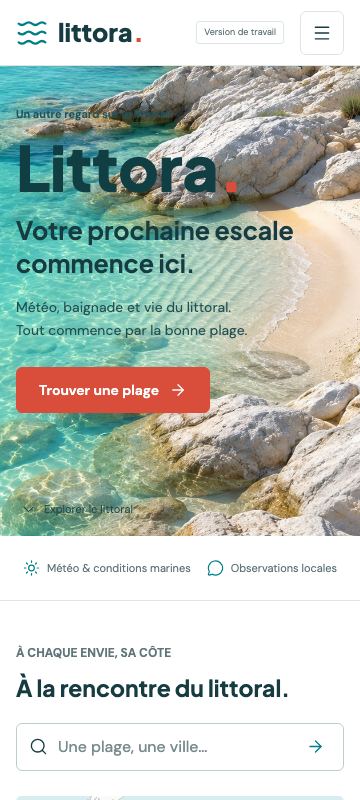 littora.
Version de travail
Un autre regard su
Littora.
Votre prochaine escale
commence ici.
Météo, baignade et vie du littoral.
Tout commence par la bonne plage.
Trouver une plage
Explorer le littoral
Météo & conditions marines
Observations locales
À CHAQUE ENVIE, SA CÔTE
À la rencontre du littoral.
Une plage, une ville...